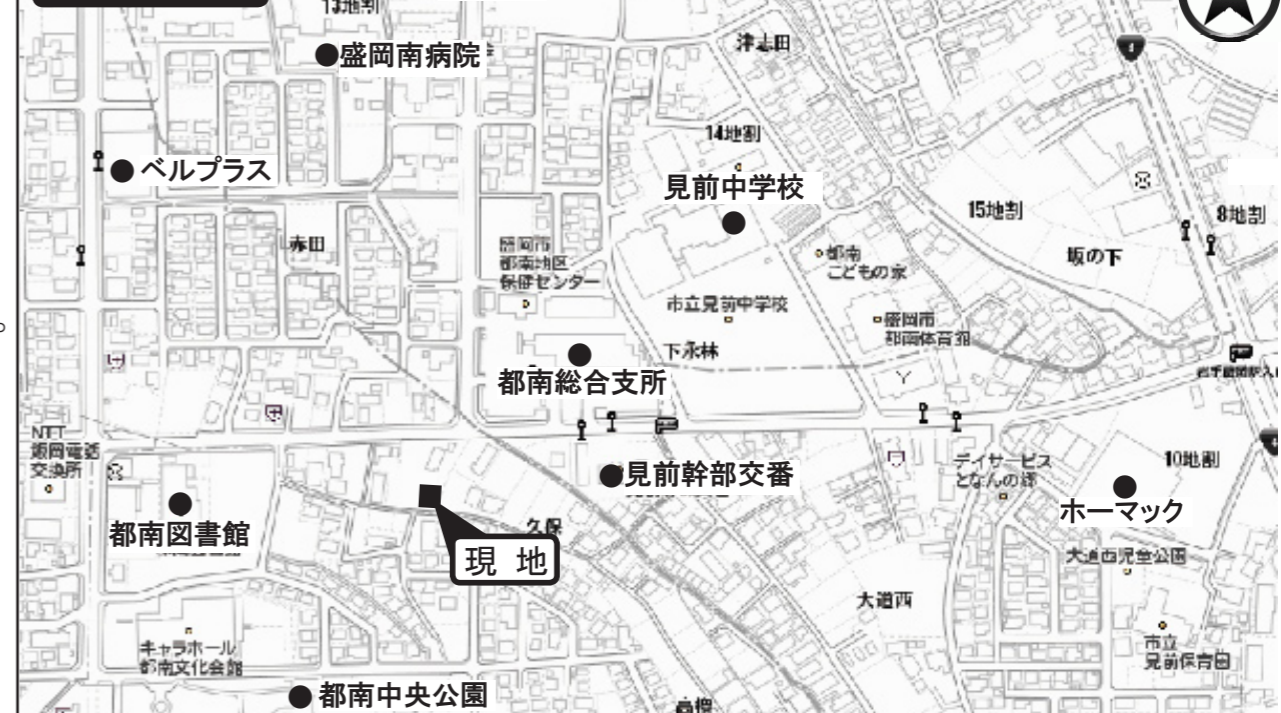 13地割
津志田
4
盛岡南病院
14地割
ベルプラス
見前中学校
15地割
8地割
赤田
盛岡市
都南地区
保健センター
都南
こどもの家
坂の下
市立見前中学校
盛岡市
都南体育館
下永林
都南総合支所
NTT
飯岡電話
交換所
見前幹部交番
デイサービス
となんの郷
10地割
ホーマック
都南図書館
久保
現 地
大道西児童公園
大道西
キャラホール
都南文化会館
市立
見前保育園
都南中央公園